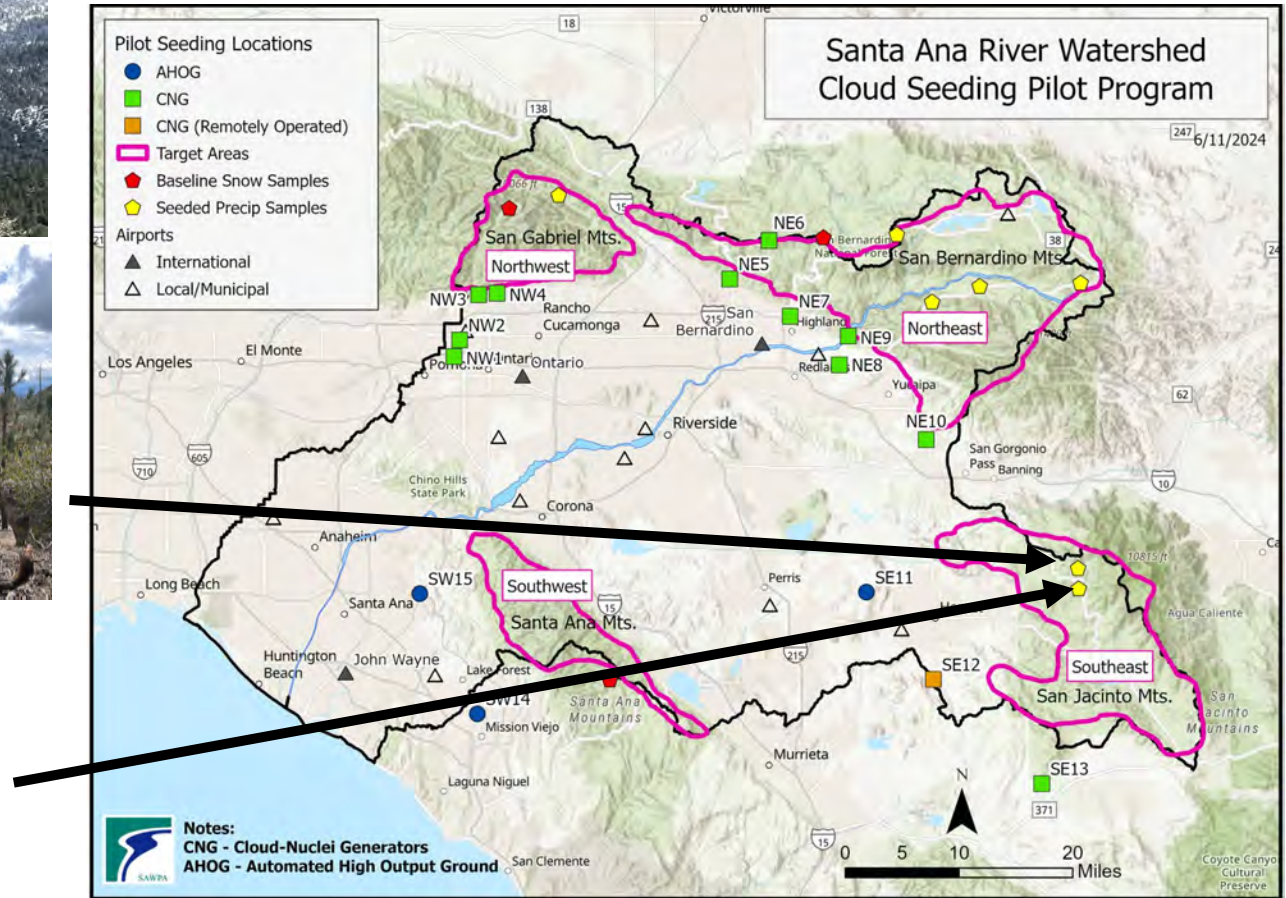 Santa Ana River Watershed
Cloud Seeding Pilot Program
6/11/2024
Pilot Seeding Locations
AHOG
CNG
CNG (Remotely Operated)
Target Areas
Baseline Snow Samples
Seeded Precip Samples
Airports
International
Local/Municipal
18
138
247
15
38
San Gabriel Mts.
Northwest
NW3
NW4
NW2
NW1
Rancho
Cucamonga
Ontario
Los Angeles
El Monte
NE6
NE5
NE7
NE9
NE8
NE10
San Bernardino Mts.
Northeast
215
San
Bernardino
Highland
Yucaipa
62
Riverside
San Gorgonio
Pass
Banning
10
710
605
Chino Hills
State Park
Corona
Anaheim
Long Beach
Santa Ana
SW15
Southwest
Santa Ana Mts.
15
Perris
SE11
10815 ft
Agua Caliente
215
SE12
Southeast
San Jacinto Mts.
San
Jacinto
Mountains
Huntington
Beach
John Wayne
Lake Forest
SW14
Mission Viejo
Santa Ana
Mountains
Murrieta
Laguna Niguel
SE13
371
N
15
San Clemente
Coyote Canyon
Cultural
Preserve
0 5 10 20
Miles
SAWPA
Notes:
CNG - Cloud-Nuclei Generators
AHOG - Automated High Output Ground